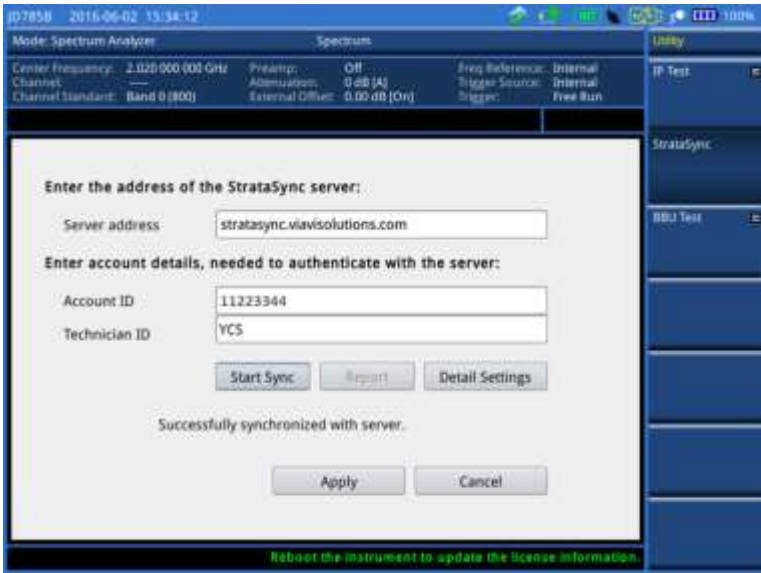 JD785B 2016-06-02 15:34:12 100%
Mode: Spectrum Analyzer Spectrum Utility
Center Frequency: 2.020 000 000 GHz Preamp: Off Freq Reference: Internal
Channel: ---- Attenuation: 0 dB [A] Trigger Source: Internal
Channel Standard: Band 0 (800) External Offset: 0.00 dB [On] Trigger: Free Run
IP Test
StrataSync
BBU Test
Enter the address of the StrataSync server:
Server address stratasync.viavisolutions.com
Enter account details, needed to authenticate with the server:
Account ID 11223344
Technician ID YCS
Start Sync Report Detail Settings
Successfully synchronized with server.
Apply Cancel
Reboot the instrument to update the license information.